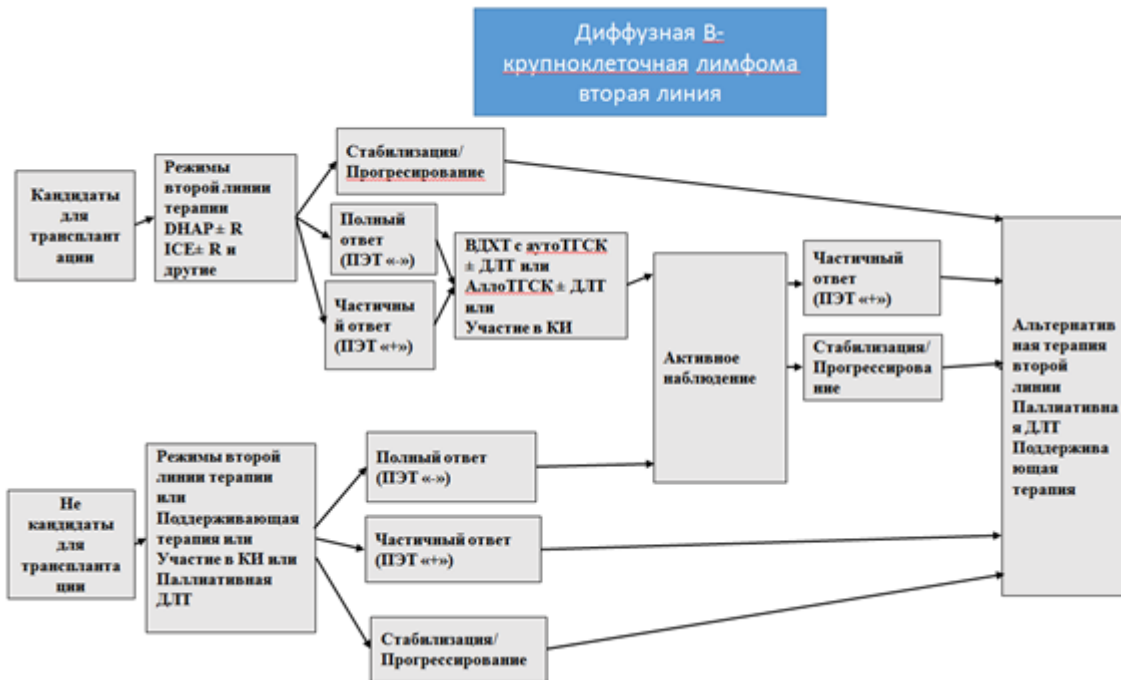 Диффузная В-
крупноклеточная лимфома
вторая линия
Кандидаты
для
трансплант
ации
Режимы
второй линии
терапии
DHAP ± R
ICE± R и
другие
Стабилизация/
Прогресирование
Полный
ответ
(ПЭТ «-»)
Частичны
й ответ
(ПЭТ «+»)
ВДХТ с аутоТГСК
± ДЛТ или
АллоТГСК ± ДЛТ
или
Участие в КИ
Активное
наблюдение
Частичный
ответ
(ПЭТ «+»)
Стабилизация/
Прогрессирова
ние
Альтернатив
ная терапия
второй
линии
Паллиативна
я ДЛТ
Поддержива
ющая
терапия
Не
кандидаты
для
транспланта
ции
Режимы второй
линии терапии
или
Поддерживающая
терапия или
Участие в КИ или
Паллиативная
ДЛТ
Полный ответ
(ПЭТ «-»)
Частичный ответ
(ПЭТ «+»)
Стабилизация/
Прогрессирование